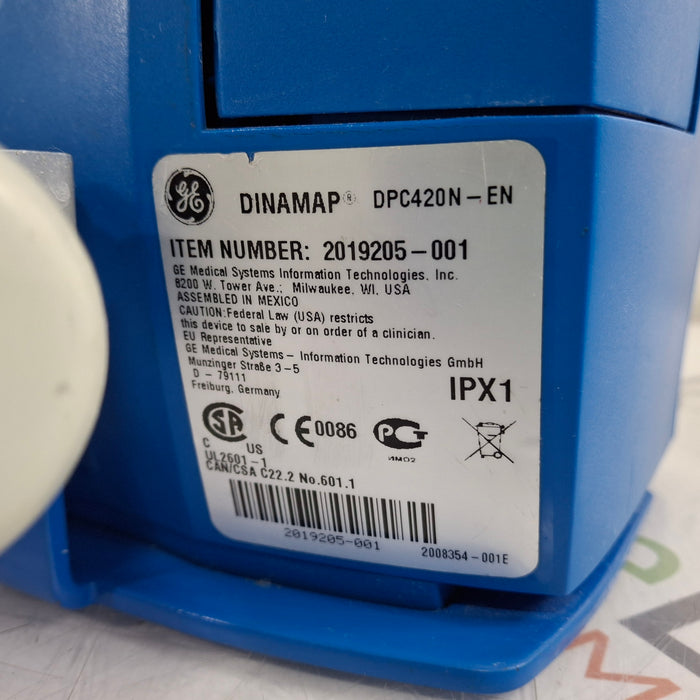 GE DINAMAP® DPC420N-EN
ITEM NUMBER: 2019205-001
GE Medical Systems Information Technologies, Inc.
8200 W. Tower Ave.; Milwaukee, WI, USA
ASSEMBLED IN MEXICO
CAUTION:Federal Law (USA) restricts
this device to sale by or on order of a clinician.
EU Representative
GE Medical Systems - Information Technologies GmbH
Munzinger Straße 3-5
D - 79111
Freiburg, Germany
IPX1
SA
C US
CE 0086
РСТ
ИМО2
UL2601-1
CAN/CSA C22.2 No.601.1
2019205-001
2008354-001E
M